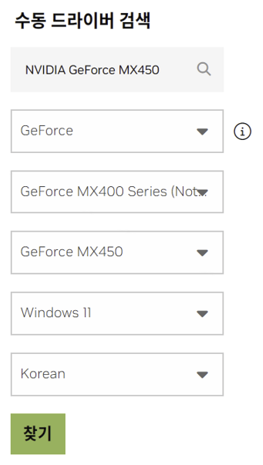 수동 드라이버 검색
NVIDIA GeForce MX450
GeForce
GeForce MX400 Series (Not...
GeForce MX450
Windows 11
Korean
찾기